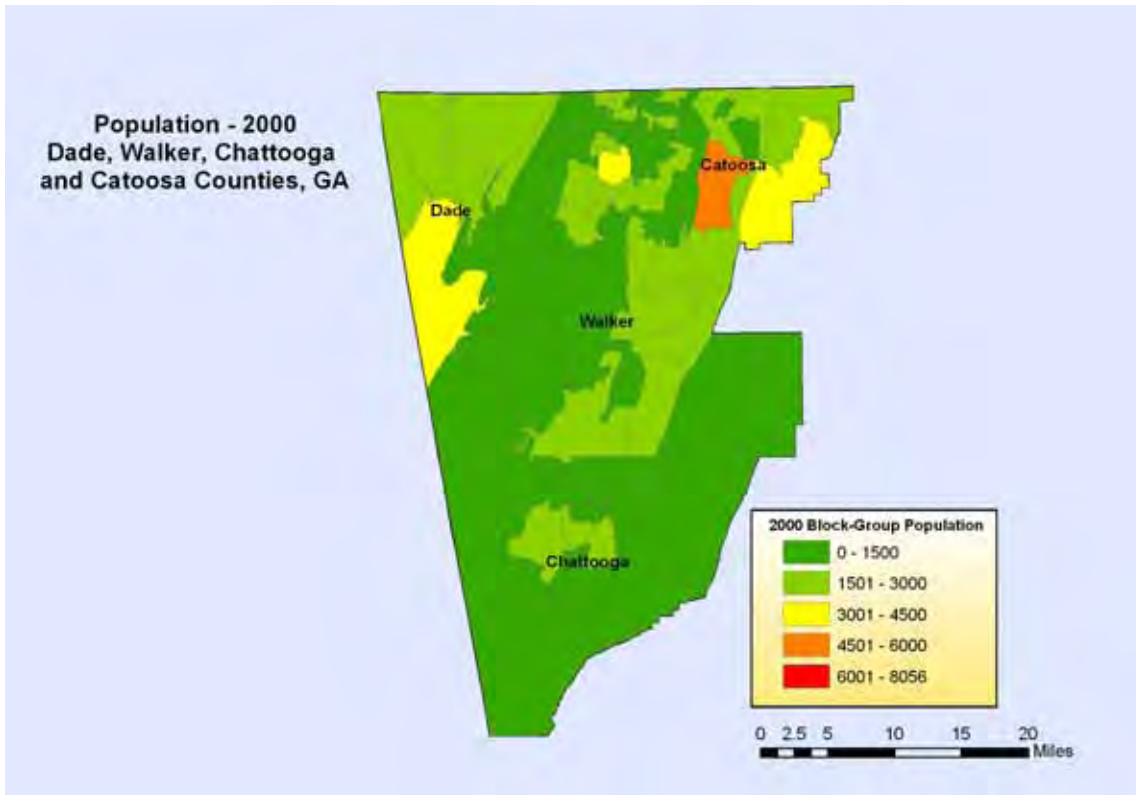 Population - 2000
Dade, Walker, Chattooga
and Catoosa Counties, GA
Catoosa
Dade
Walker
Chattooga
2000 Block-Group Population
0 - 1500
1501 - 3000
3001 - 4500
4501 - 6000
6001 - 8056
0 2.5 5 10 15 20
Miles